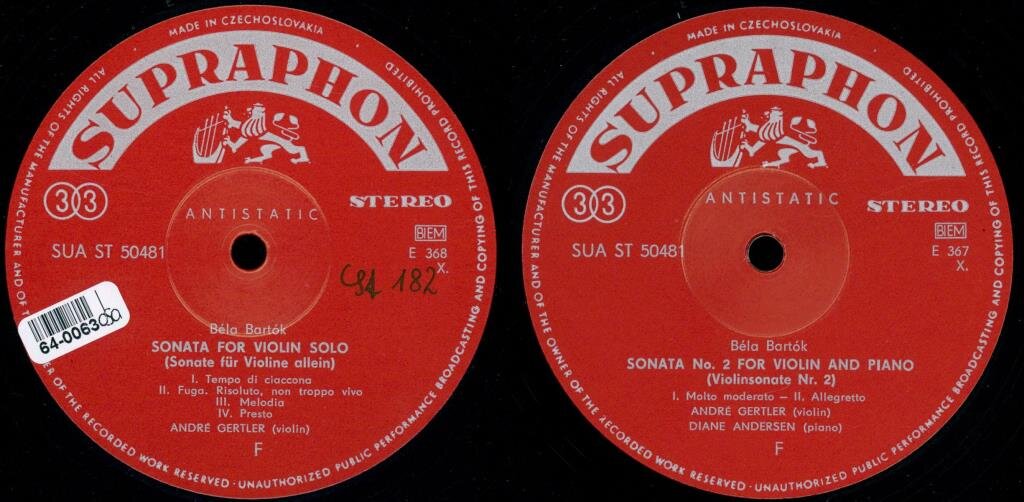 MADE IN CZECHOSLOVAKIA
SUPRAPHON
ALL RIGHTS OF THE MANUFACTURER AND OF T
33
ANTISTATIC
STEREO
SUA ST 50481
BIEM
E 368
X.
182
64-0063
Béla Bartók
SONATA FOR VIOLIN SOLO
(Sonate für Violine allein)
I. Tempo di ciaccona
II. Fuga. Risoluto, non troppo vivo
III. Melodia
IV. Presto
ANDRÉ GERTLER (violin)
F
E RECORDED WORK RESERVED - UNAUTHORIZED PUBLIC PERFORMANCE BROADCASTING AND COPYING OF THIS RECORD PROHIBITED
MADE IN CZECHOSLOVAKIA
SUPRAPHON
33
ANTISTATIC
STEREO
SUA ST 50481
BIEM
E 367
X.
Béla Bartók
SONATA No. 2 FOR VIOLIN AND PIANO
(Violinsonate Nr. 2)
I. Molto moderato – II. Allegretto
ANDRÉ GERTLER (violin)
DIANE ANDERSEN (piano)
F
ALL RIGHTS OF THE MANUFACTURER AND OF THE OWNER OF THE RECORDED WORK RESERVED - UNAUTHORIZED PUBLIC PERFORMANCE BROADCASTING AND COPYING OF THIS RECORD PROHIBITED